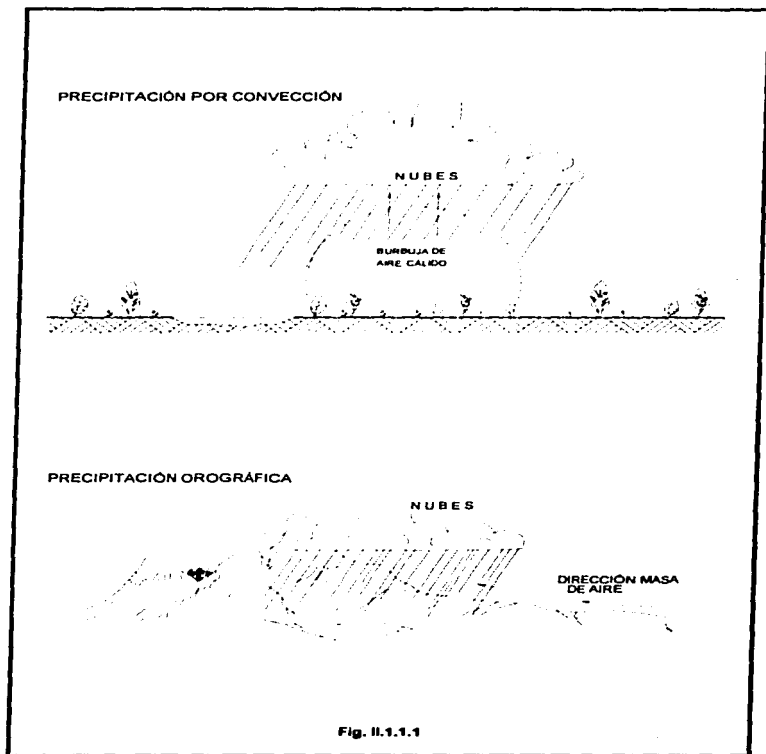 PRECIPITACIÓN POR CONVECCIÓN
NUBES
BURBUJA DE
AIRE CALIDO
PRECIPITACIÓN OROGRÁFICA
NUBES
DIRECCIÓN MASA
DE AIRE
Fig. II.1.1.1